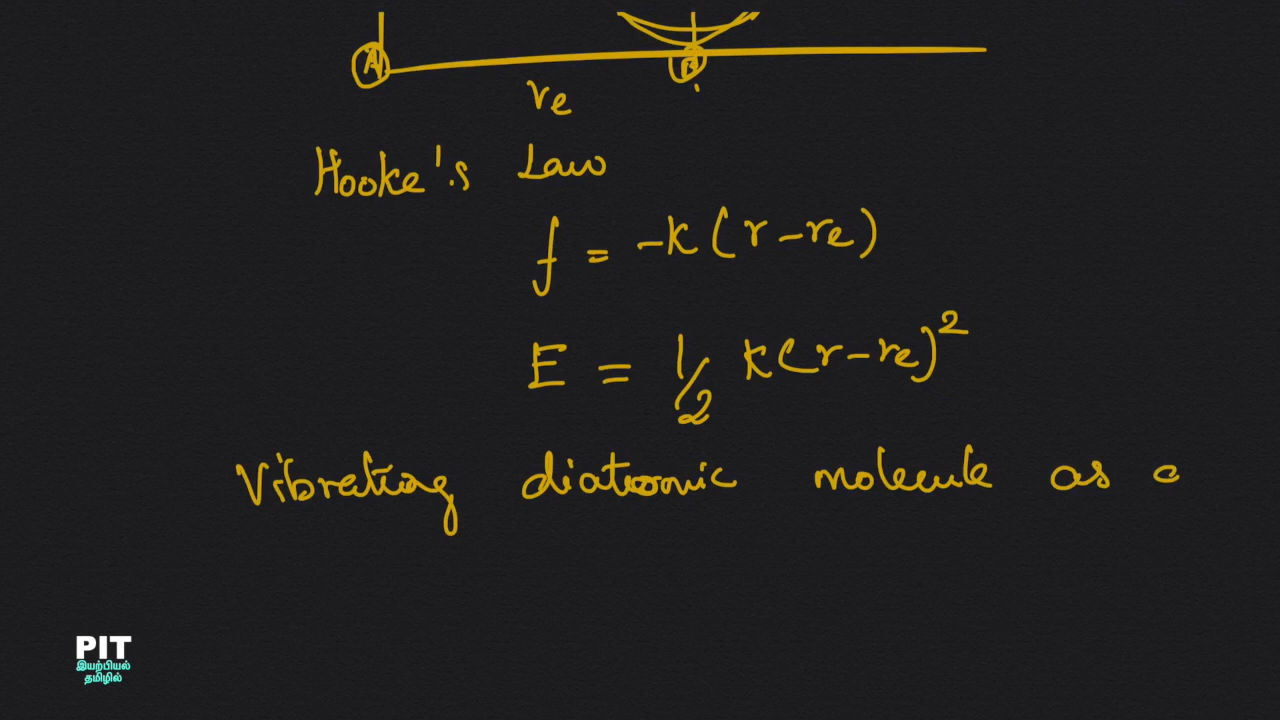 A B
re
Hooke's Law
f = -k(r-re)
E = 1/2 k(r-re)²
Vibrating diatomic molecule as
PIT
இயற்பியல்
தமிழில்